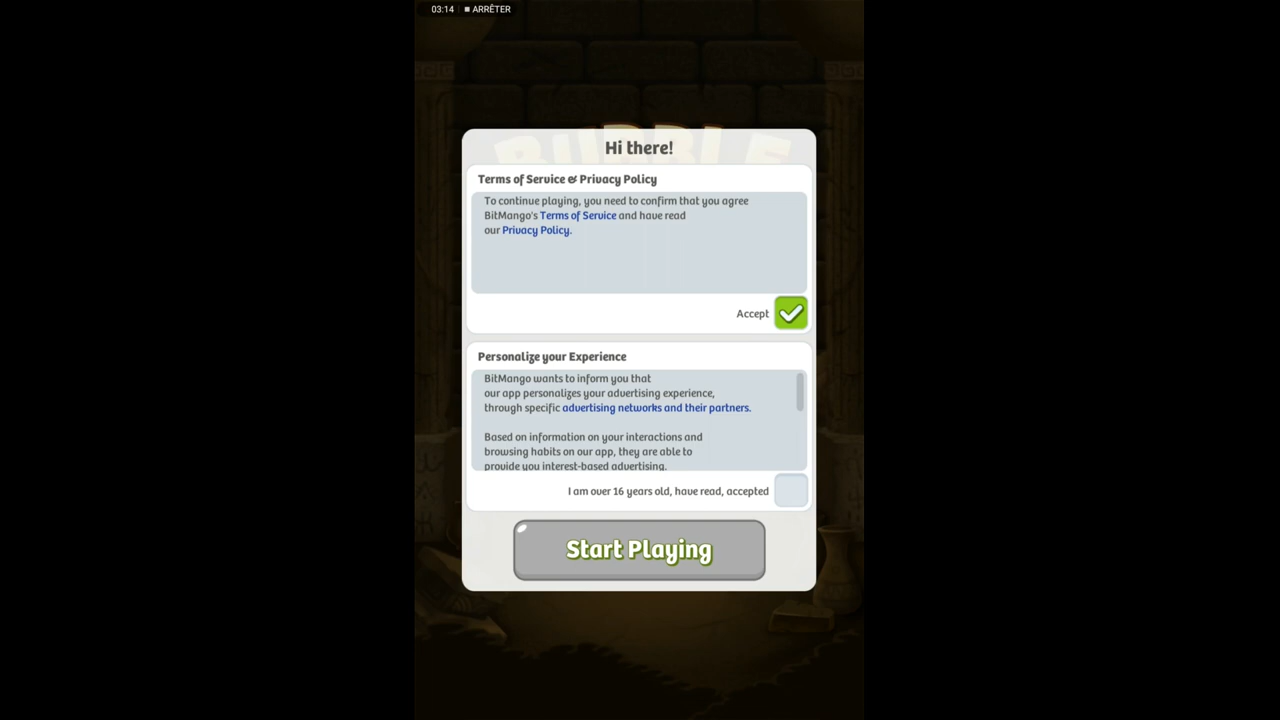 03:14 ■ ARRÊTER
BUBBLE
Hi there!
Terms of Service & Privacy Policy
To continue playing, you need to confirm that you agree
BitMango's Terms of Service and have read
our Privacy Policy.
Accept
Personalize your Experience
BitMango wants to inform you that
our app personalizes your advertising experience,
through specific advertising networks and their partners.
Based on information on your interactions and
browsing habits on our app, they are able to
provide you interest-based advertising.
I am over 16 years old, have read, accepted
Start Playing